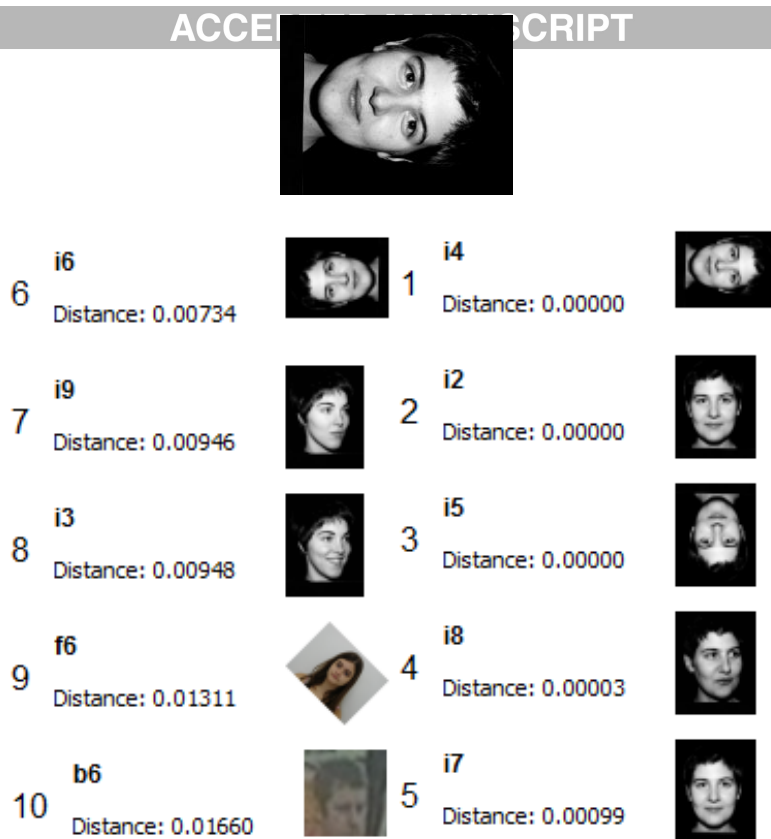 ACCEPTED MANUSCRIPT
i6
6
Distance: 0.00734
i4
1
Distance: 0.00000
i9
7
Distance: 0.00946
i2
2
Distance: 0.00000
i3
8
Distance: 0.00948
i5
3
Distance: 0.00000
f6
9
Distance: 0.01311
i8
4
Distance: 0.00003
b6
10
Distance: 0.01660
i7
5
Distance: 0.00099